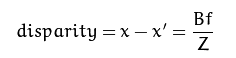 disparity = x − x′ = Bf / Z